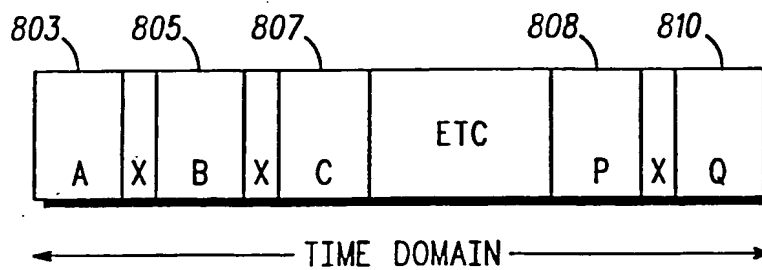 803 805 807 808 810
ETC
A X B X C P X Q
TIME DOMAIN